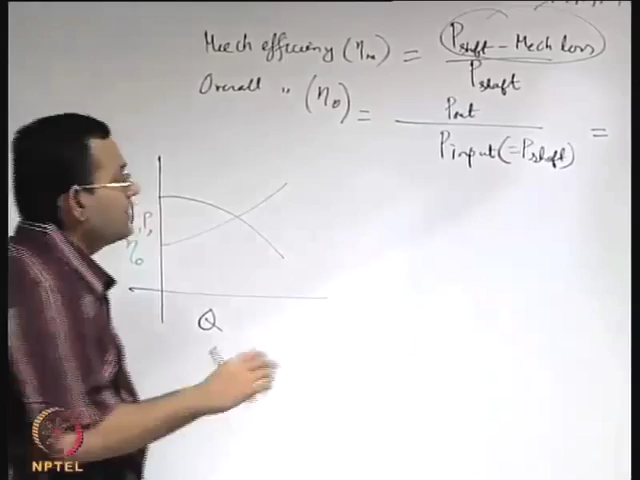 Mech efficiency (ηm) = Pshaft - Mech loss
Pshaft
Overall " (ηo) = Pout
Pinput (= Pshaft) =
, P,
ηo
Q
NPTEL